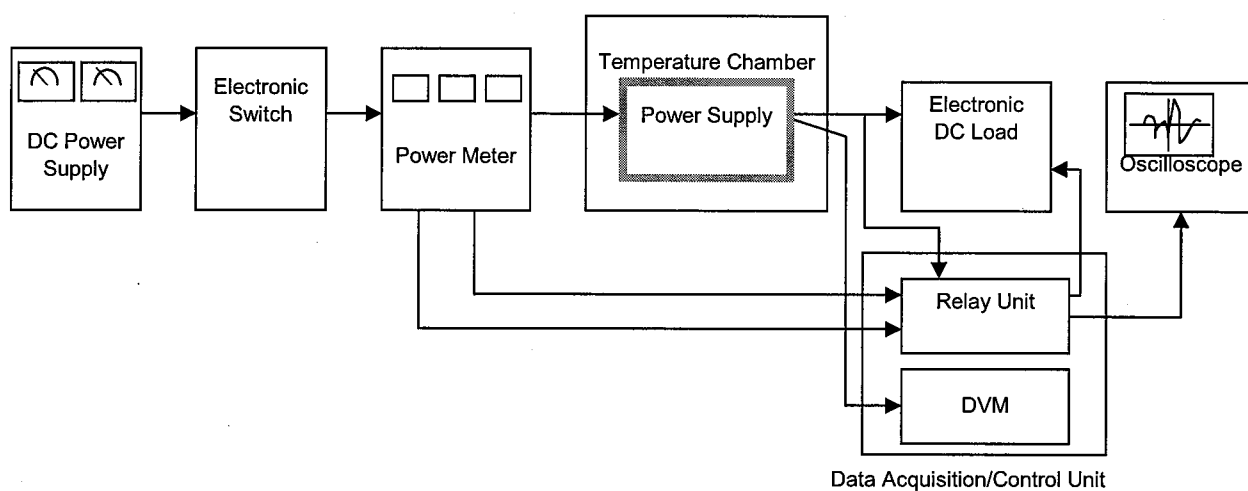 DC Power
Supply
Electronic
Switch
Power Meter
Temperature Chamber
Power Supply
Electronic
DC Load
Oscilloscope
Relay Unit
DVM
Data Acquisition/Control Unit